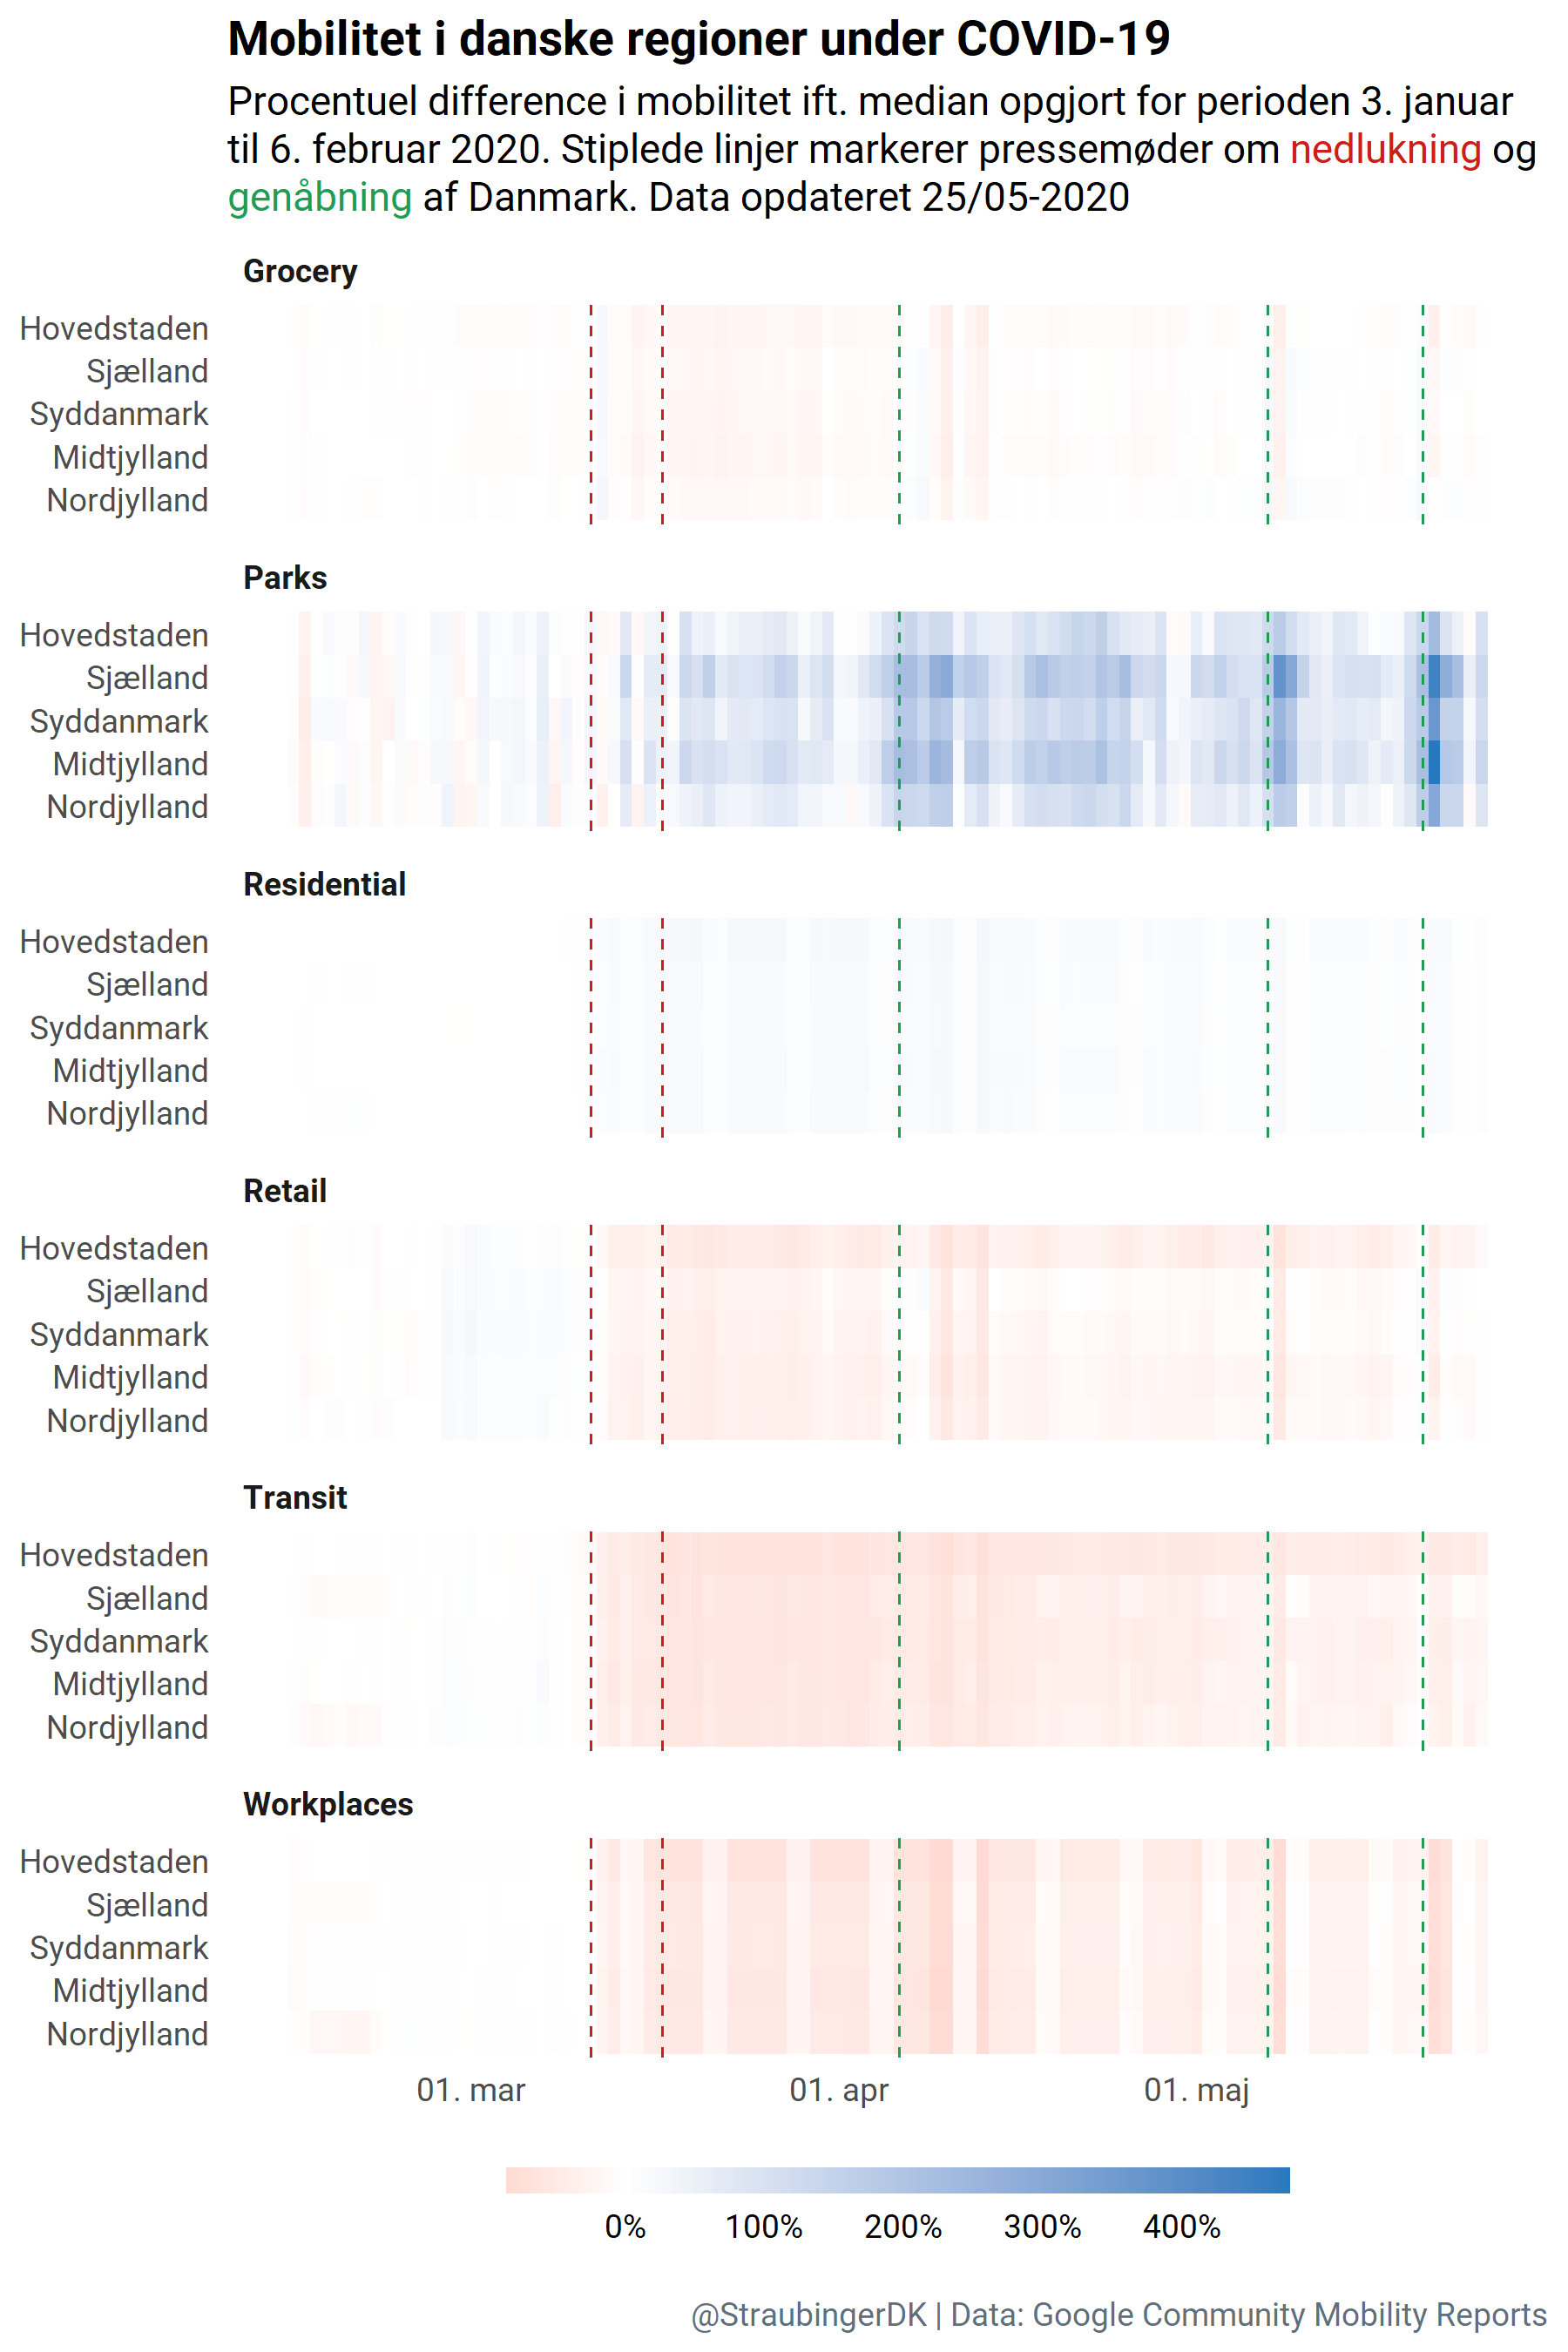 Mobilitet i danske regioner under COVID-19
Procentuel difference i mobilitet ift. median opgjort for perioden 3. januar
til 6. februar 2020. Stiplede linjer markerer pressemøder om nedlukning og
genåbning af Danmark. Data opdateret 25/05-2020
Grocery
Hovedstaden
Sjælland
Syddanmark
Midtjylland
Nordjylland
Parks
Hovedstaden
Sjælland
Syddanmark
Midtjylland
Nordjylland
Residential
Hovedstaden
Sjælland
Syddanmark
Midtjylland
Nordjylland
Retail
Hovedstaden
Sjælland
Syddanmark
Midtjylland
Nordjylland
Transit
Hovedstaden
Sjælland
Syddanmark
Midtjylland
Nordjylland
Workplaces
Hovedstaden
Sjælland
Syddanmark
Midtjylland
Nordjylland
01. mar 01. apr 01. maj
0% 100% 200% 300% 400%
@StraubingerDK | Data: Google Community Mobility Reports